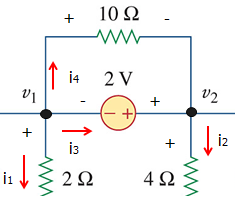 + 10 Ω -
i4 2 V
v1 - + v2
- +
+ i3 + i2
i1 2 Ω 4 Ω